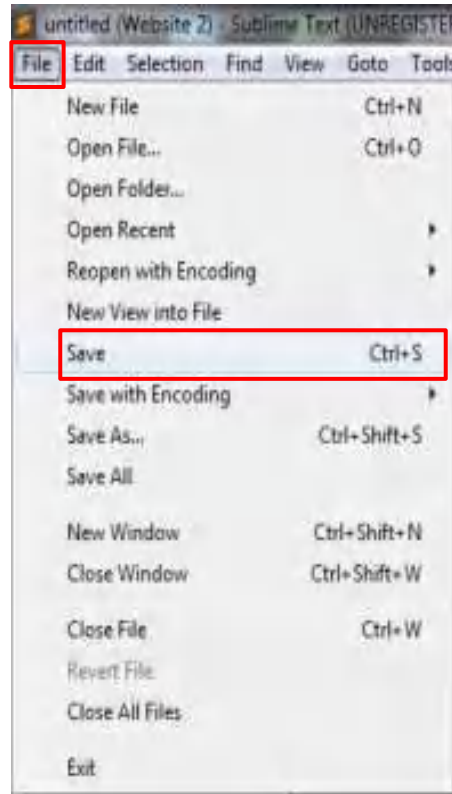 untitled (Website 2) - Sublime Text (UNREGISTER
File Edit Selection Find View Goto Tools
New File Ctrl+N
Open File... Ctrl+O
Open Folder...
Open Recent
Reopen with Encoding
New View into File
Save Ctrl+S
Save with Encoding
Save As... Ctrl+Shift+S
Save All
New Window Ctrl+Shift+N
Close Window Ctrl+Shift+W
Close File Ctrl+W
Revert File
Close All Files
Exit